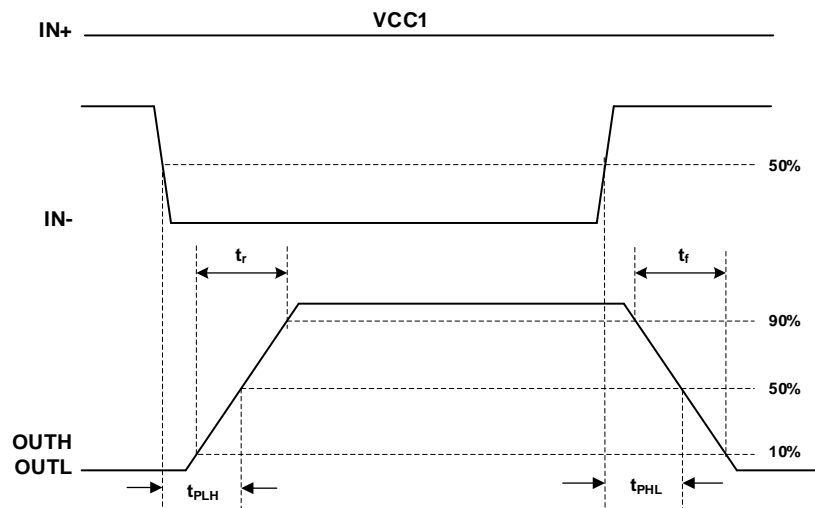 VCC1
IN+
50%
IN-
tr
tf
90%
50%
OUTH
OUTL
10%
tPLH
tPHL